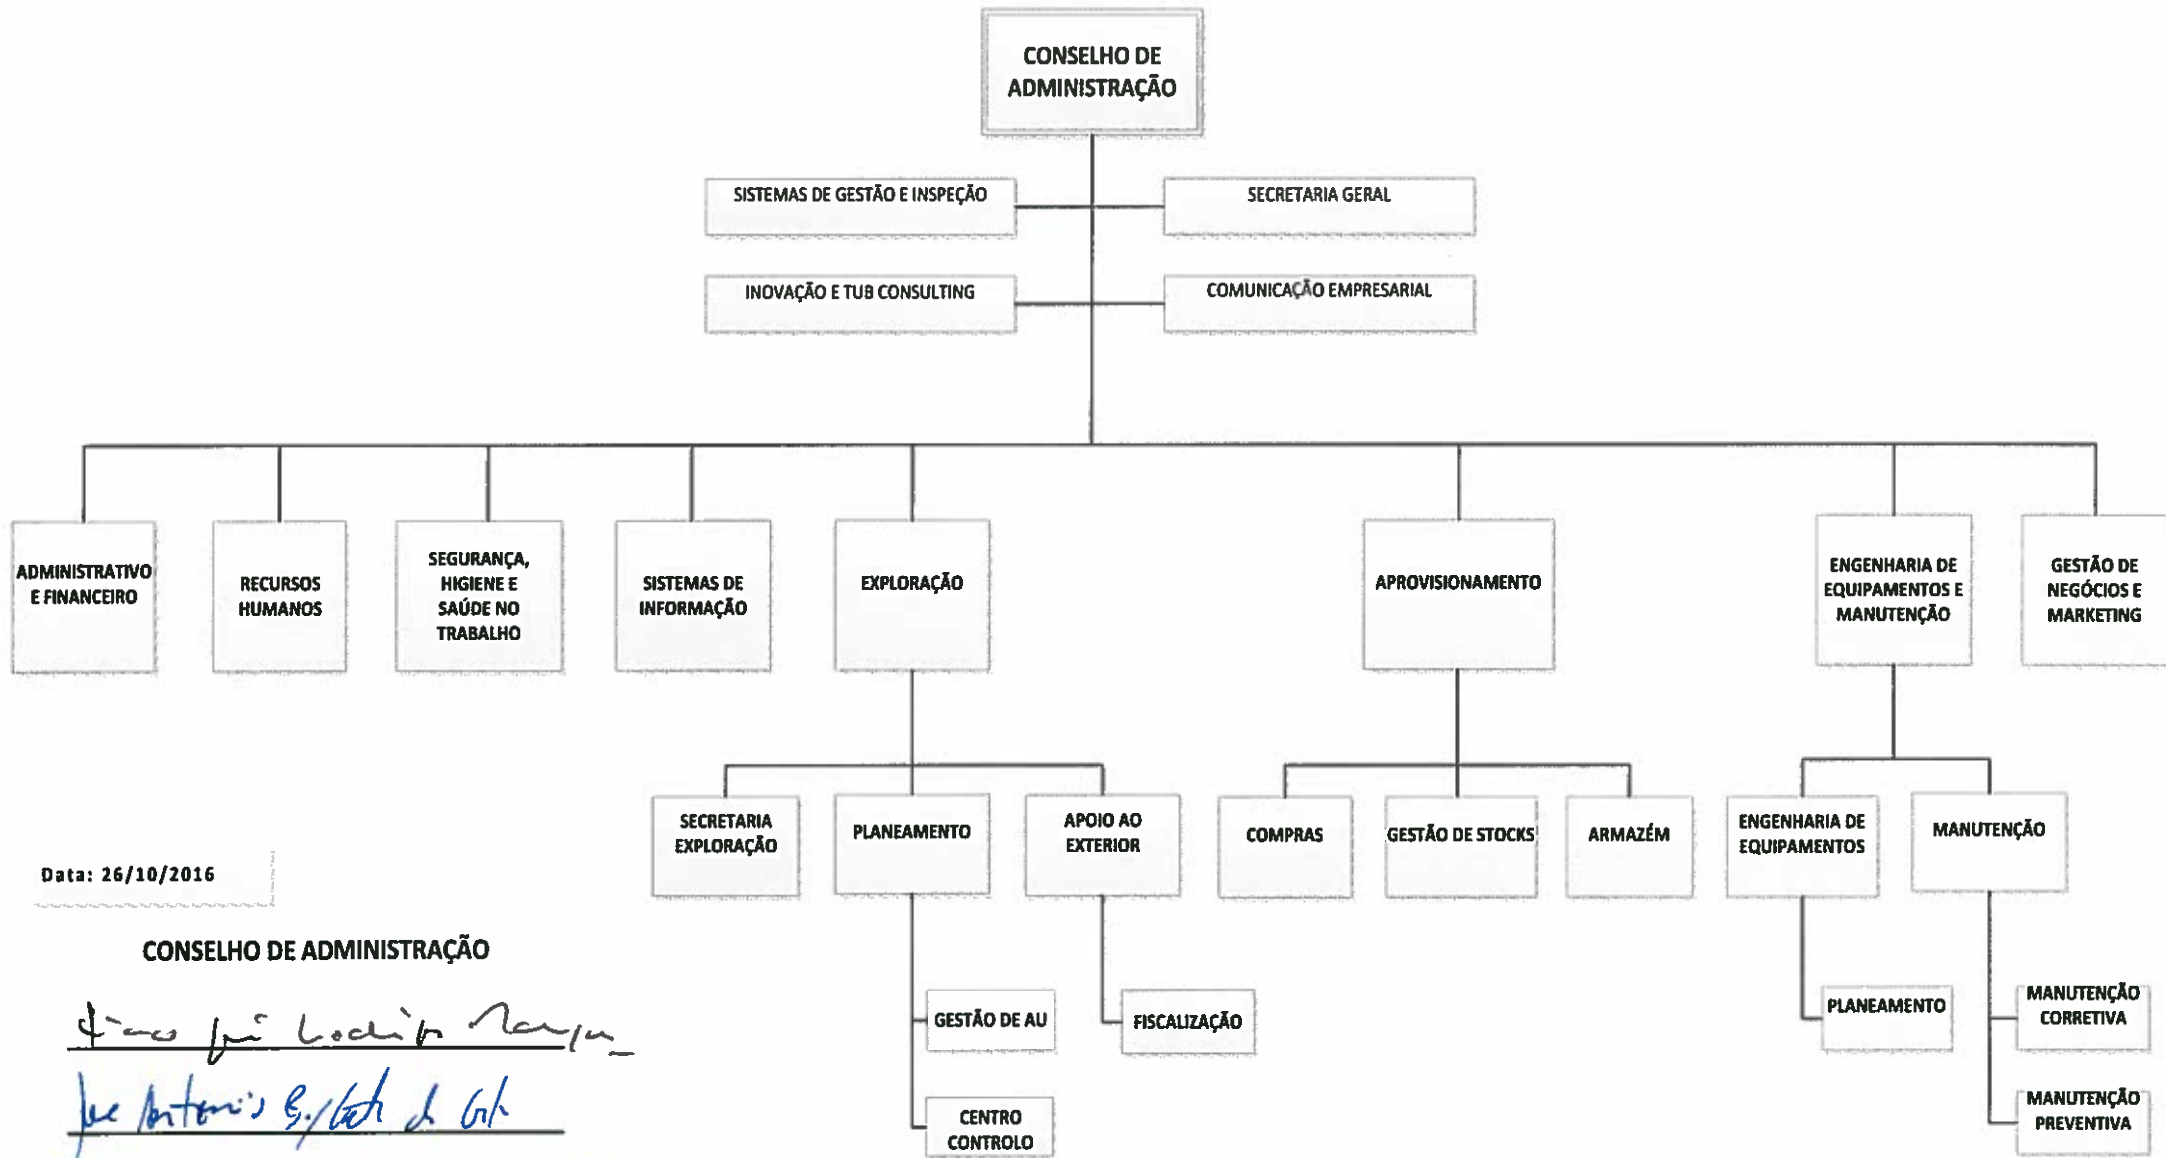 CONSELHO DE
ADMINISTRAÇÃO
SISTEMAS DE GESTÃO E INSPEÇÃO
SECRETARIA GERAL
INOVAÇÃO E TUB CONSULTING
COMUNICAÇÃO EMPRESARIAL
ADMINISTRATIVO
E FINANCEIRO
RECURSOS
HUMANOS
SEGURANÇA,
HIGIENE E
SAÚDE NO
TRABALHO
SISTEMAS DE
INFORMAÇÃO
EXPLORAÇÃO
APROVISIONAMENTO
ENGENHARIA DE
EQUIPAMENTOS E
MANUTENÇÃO
GESTÃO DE
NEGÓCIOS E
MARKETING
SECRETARIA
EXPLORAÇÃO
PLANEAMENTO
APOIO AO
EXTERIOR
COMPRAS
GESTÃO DE STOCKS
ARMAZÉM
ENGENHARIA DE
EQUIPAMENTOS
MANUTENÇÃO
GESTÃO DE AU
FISCALIZAÇÃO
PLANEAMENTO
MANUTENÇÃO
CORRETIVA
CENTRO
CONTROLO
MANUTENÇÃO
PREVENTIVA
Data: 26/10/2016
CONSELHO DE ADMINISTRAÇÃO